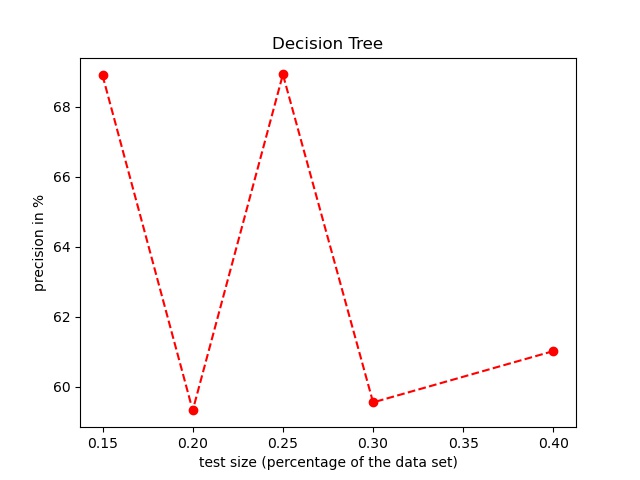 Decision Tree
precision in %
68
66
64
62
60
0.15 0.20 0.25 0.30 0.35 0.40
test size (percentage of the data set)